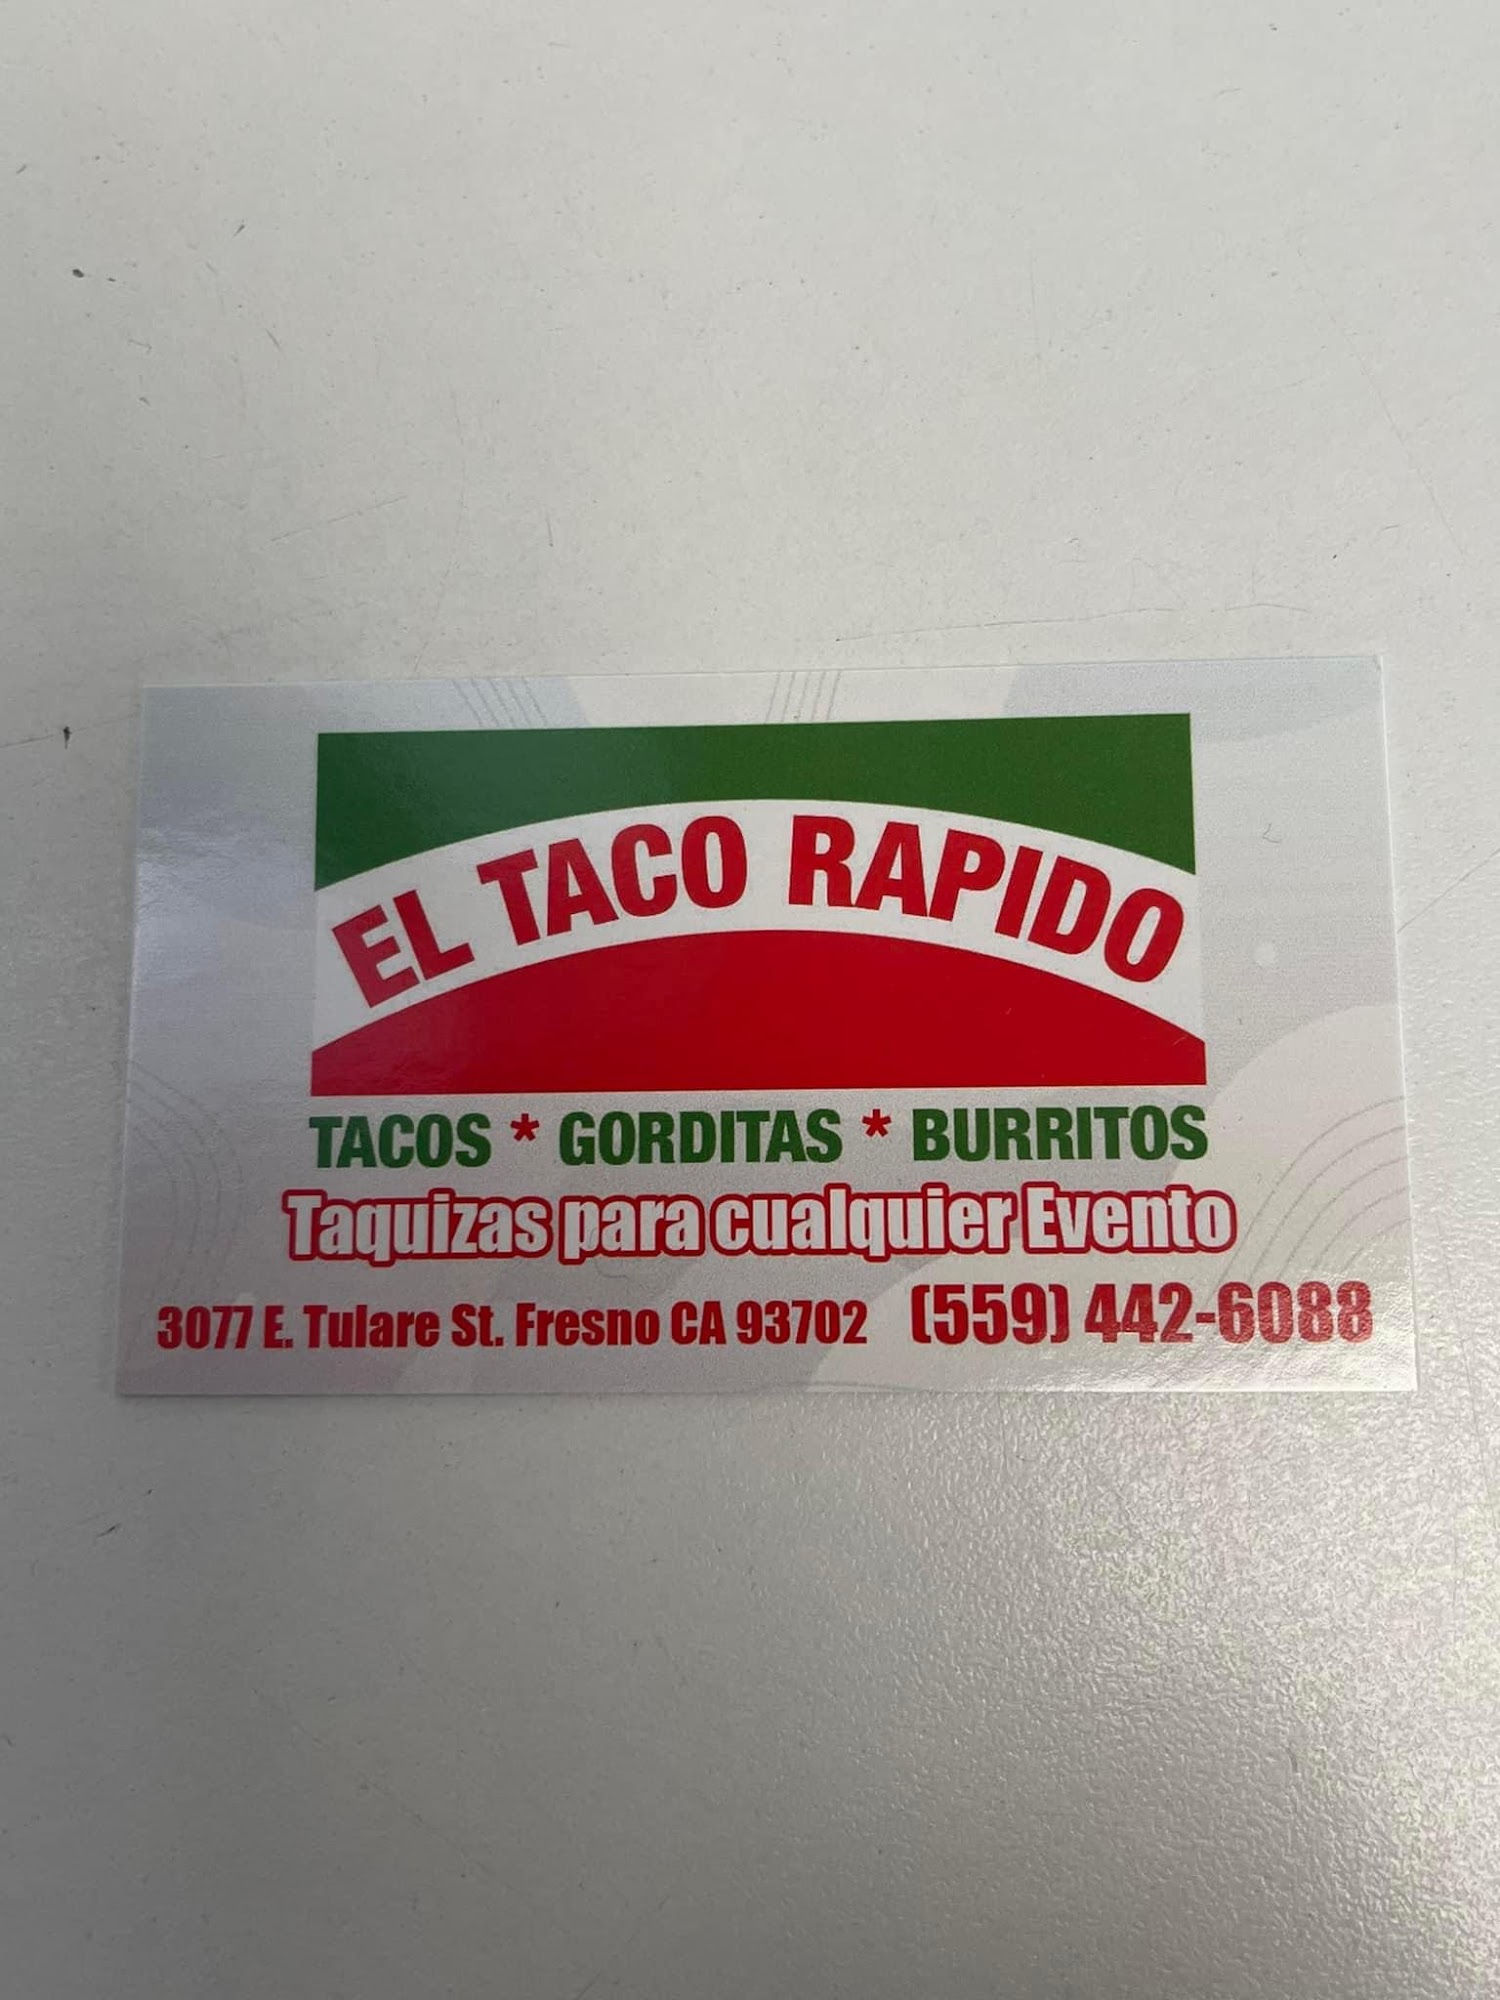 EL TACO RAPIDO
TACOS * GORDITAS * BURRITOS
Taquizas para cualquier Evento
3077 E. Tulare St. Fresno CA 93702 (559) 442-6088